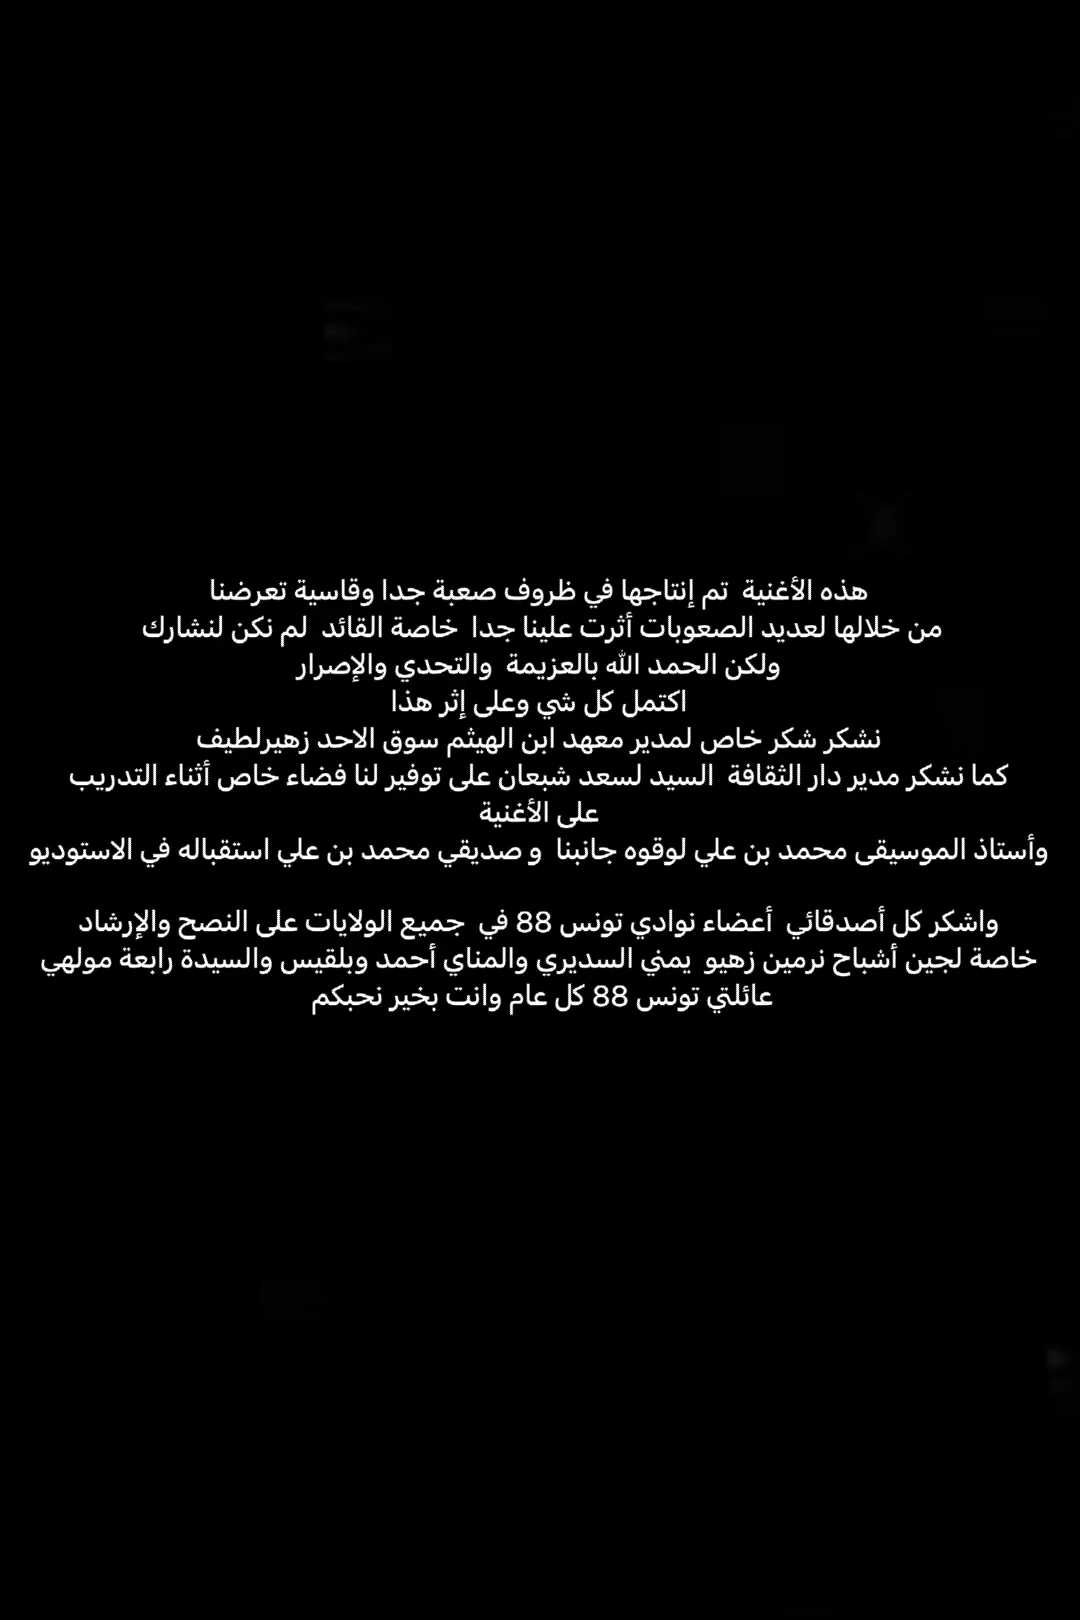 هذه الأغنية تم إنتاجها في ظروف صعبة جدا وقاسية تعرضنا
من خلالها لعديد الصعوبات أثرت علينا جدا خاصة القائد لم نكن لنشارك
ولكن الحمد الله بالعزيمة والتحدي والإصرار
اكتمل كل شي وعلى إثر هذا
نشكر شكر خاص لمدير معهد ابن الهيثم سوق الاحد زهيرلطيف
كما نشكر مدير دار الثقافة السيد لسعد شبعان على توفير لنا فضاء خاص أثناء التدريب
على الأغنية
وأستاذ الموسيقى محمد بن علي لوقوه جانبنا و صديقي محمد بن علي استقباله في الاستوديو
واشكر كل أصدقائي أعضاء نوادي تونس 88 في جميع الولايات على النصح والإرشاد
خاصة لجين أشباح نرمين زهيو يمني السديري والمناي أحمد وبلقيس والسيدة رابعة مولهي
عائلتي تونس 88 كل عام وانت بخير نحبكم